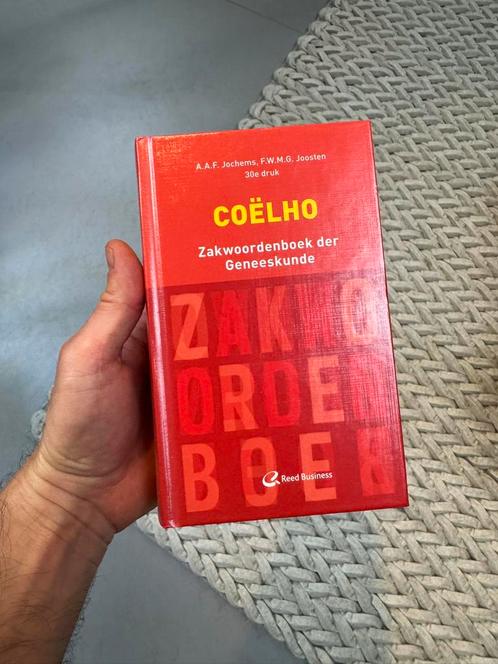 A.A.F. Jochems, F.W.M.G. Joosten
30e druk
COËLHO
Zakwoordenboek der
Geneeskunde
ZAKWO
ORDEN
BOEK
Reed Business